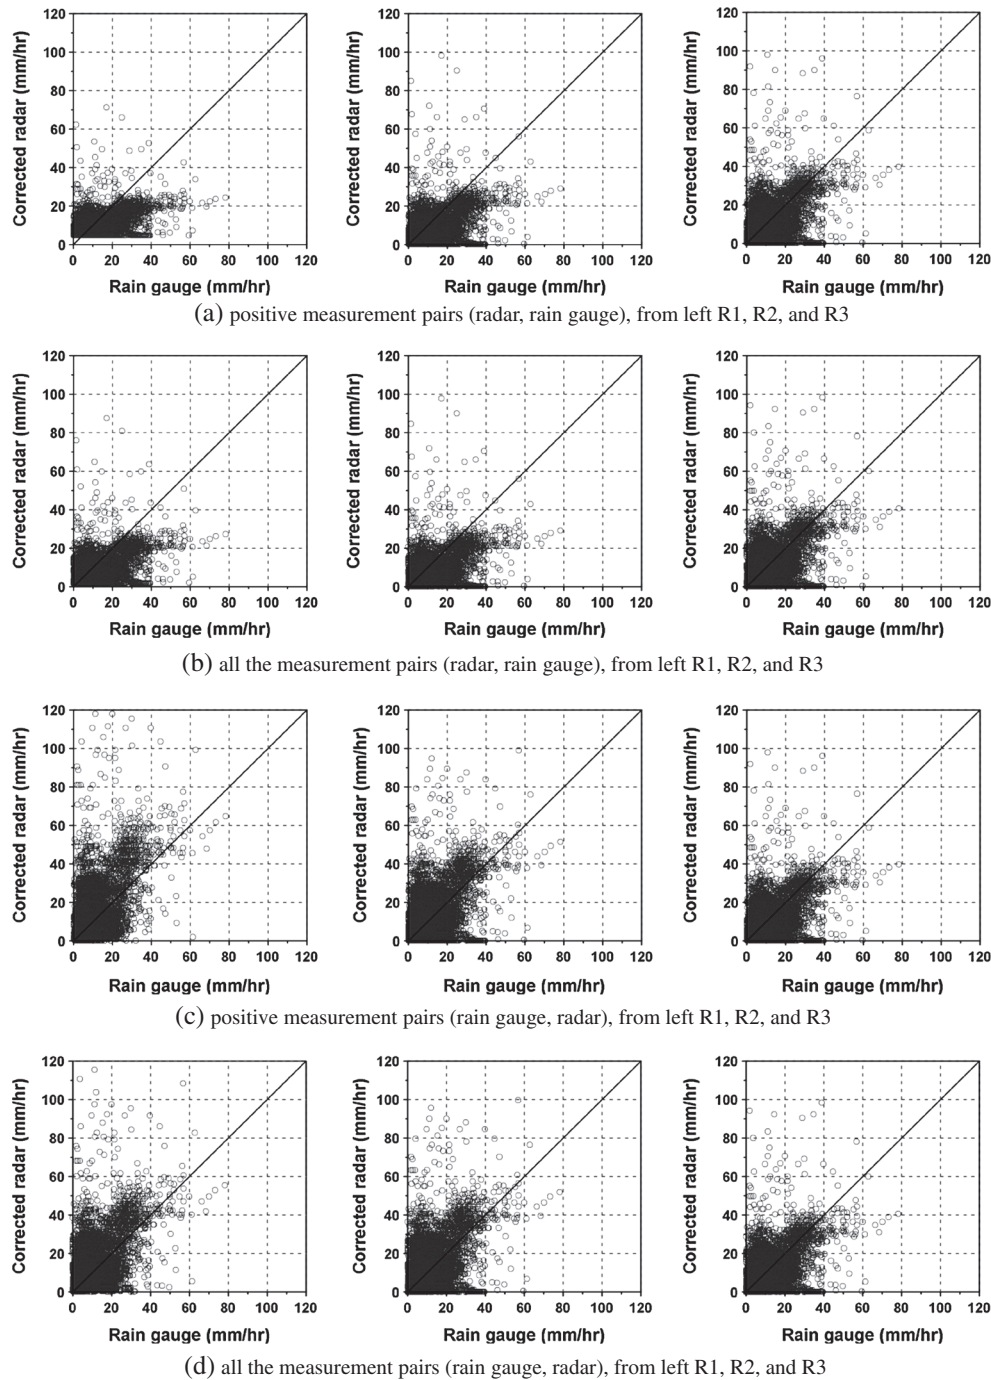 Corrected radar (mm/hr)
120
100
80
60
40
20
0
0 20 40 60 80 100 120
Rain gauge (mm/hr)
Corrected radar (mm/hr)
120
100
80
60
40
20
0
0 20 40 60 80 100 120
Rain gauge (mm/hr)
Corrected radar (mm/hr)
120
100
80
60
40
20
0
0 20 40 60 80 100 120
Rain gauge (mm/hr)
(a) positive measurement pairs (radar, rain gauge), from left R1, R2, and R3
Corrected radar (mm/hr)
120
100
80
60
40
20
0
0 20 40 60 80 100 120
Rain gauge (mm/hr)
Corrected radar (mm/hr)
120
100
80
60
40
20
0
0 20 40 60 80 100 120
Rain gauge (mm/hr)
Corrected radar (mm/hr)
120
100
80
60
40
20
0
0 20 40 60 80 100 120
Rain gauge (mm/hr)
(b) all the measurement pairs (radar, rain gauge), from left R1, R2, and R3
Corrected radar (mm/hr)
120
100
80
60
40
20
0
0 20 40 60 80 100 120
Rain gauge (mm/hr)
Corrected radar (mm/hr)
120
100
80
60
40
20
0
0 20 40 60 80 100 120
Rain gauge (mm/hr)
Corrected radar (mm/hr)
120
100
80
60
40
20
0
0 20 40 60 80 100 120
Rain gauge (mm/hr)
(c) positive measurement pairs (rain gauge, radar), from left R1, R2, and R3
Corrected radar (mm/hr)
120
100
80
60
40
20
0
0 20 40 60 80 100 120
Rain gauge (mm/hr)
Corrected radar (mm/hr)
120
100
80
60
40
20
0
0 20 40 60 80 100 120
Rain gauge (mm/hr)
Corrected radar (mm/hr)
120
100
80
60
40
20
0
0 20 40 60 80 100 120
Rain gauge (mm/hr)
(d) all the measurement pairs (rain gauge, radar), from left R1, R2, and R3